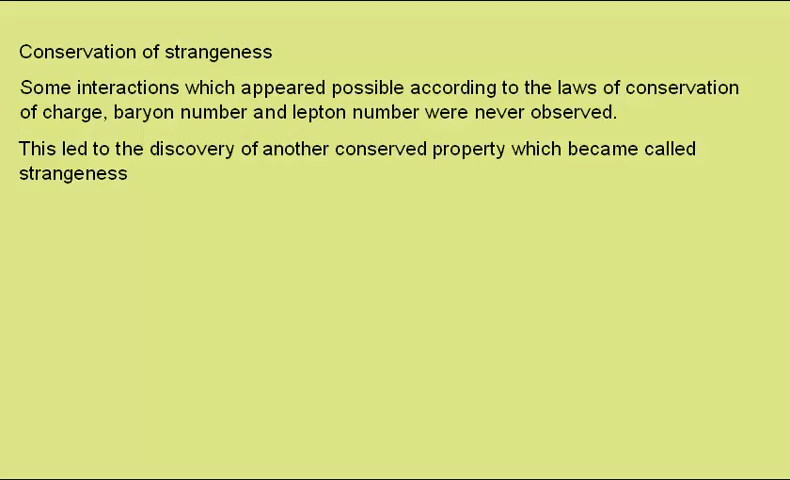 Conservation of strangeness
Some interactions which appeared possible according to the laws of conservation
of charge, baryon number and lepton number were never observed.
This led to the discovery of another conserved property which became called
strangeness